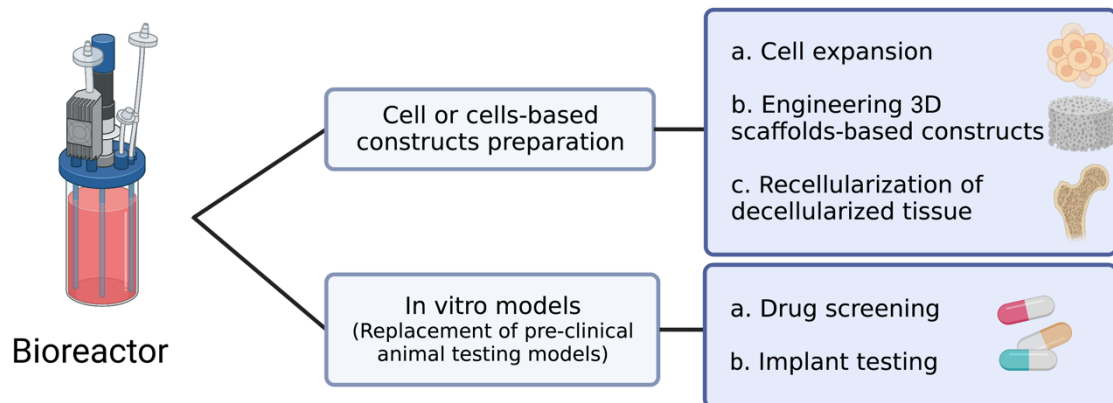 Bioreactor
Cell or cells-based
constructs preparation
a. Cell expansion
b. Engineering 3D
scaffolds-based constructs
c. Recellularization of
decellularized tissue
In vitro models
(Replacement of pre-clinical
animal testing models)
a. Drug screening
b. Implant testing